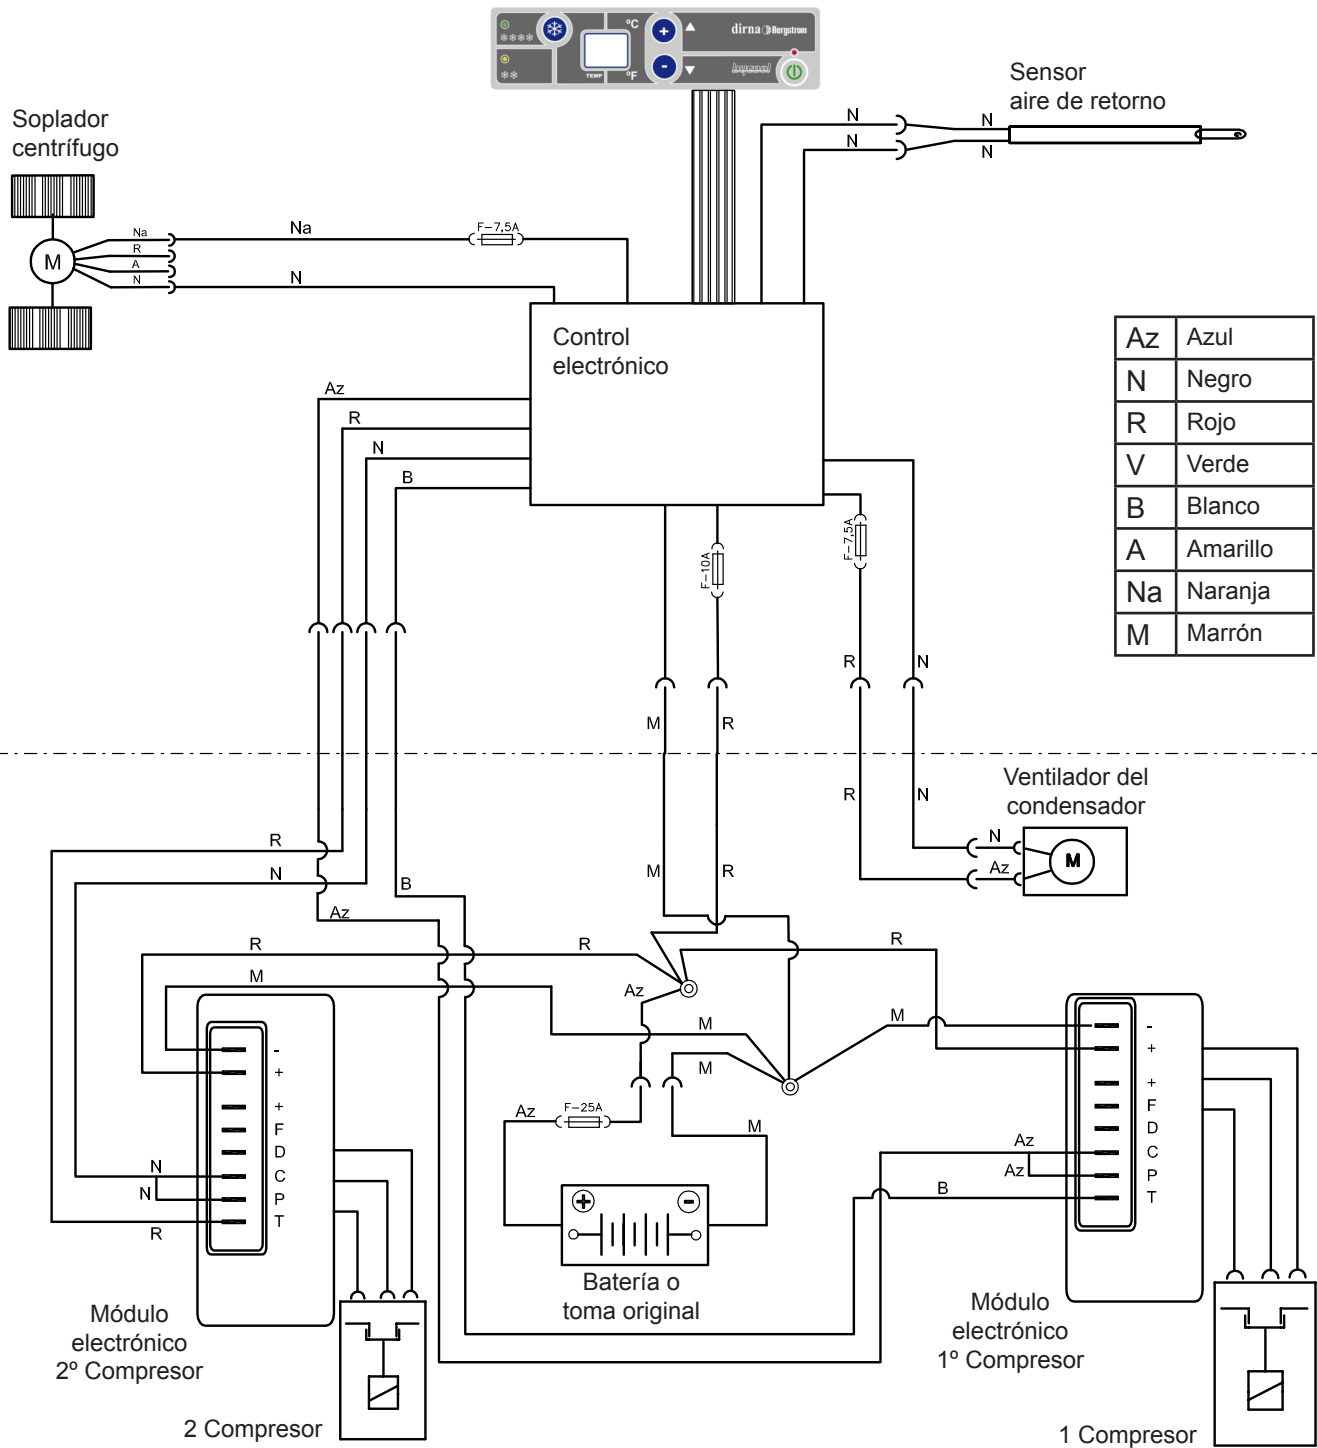 °C
dirna Bergstrom
TEMP
°F
bycool
Sensor
aire de retorno
Soplador
centrífugo
N
N
N
N
Na
R
A
N
M
Na
F-7,5A
N
Control
electrónico
Az
R
N
B
Az Azul
N Negro
R Rojo
V Verde
B Blanco
A Amarillo
Na Naranja
M Marrón
F-10A
F-7,5A
R
N
M
R
R
N
Ventilador del
condensador
N
Az
M
R
N
B
Az
M
R
R
R
R
M
Az
M
M
M
Az
F-25A
M
-
+
+
F
D
C
P
T
N
N
R
-
+
+
F
D
C
P
T
Az
Az
B
+
-
Batería o
toma original
Módulo
electrónico
2º Compresor
2 Compresor
Módulo
electrónico
1º Compresor
1 Compresor